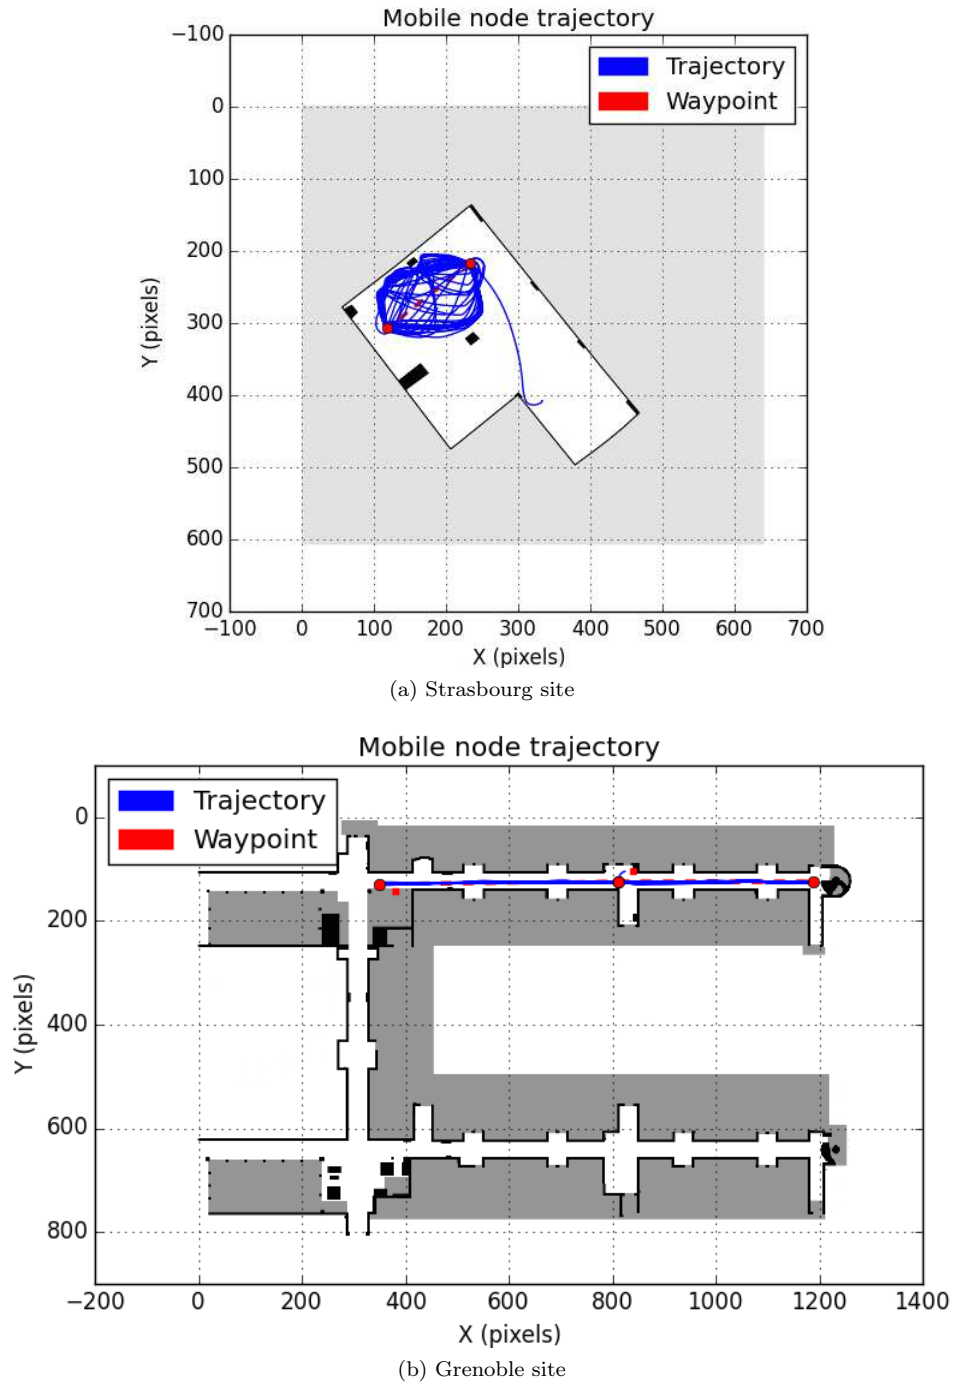 Mobile node trajectory
−100
0
100
200
300
400
500
600
700
Y (pixels)
Trajectory
Waypoint
−100 0 100 200 300 400 500 600 700
X (pixels)
(a) Strasbourg site
Mobile node trajectory
0
200
400
600
800
Y (pixels)
Trajectory
Waypoint
−200 0 200 400 600 800 1000 1200 1400
X (pixels)
(b) Grenoble site